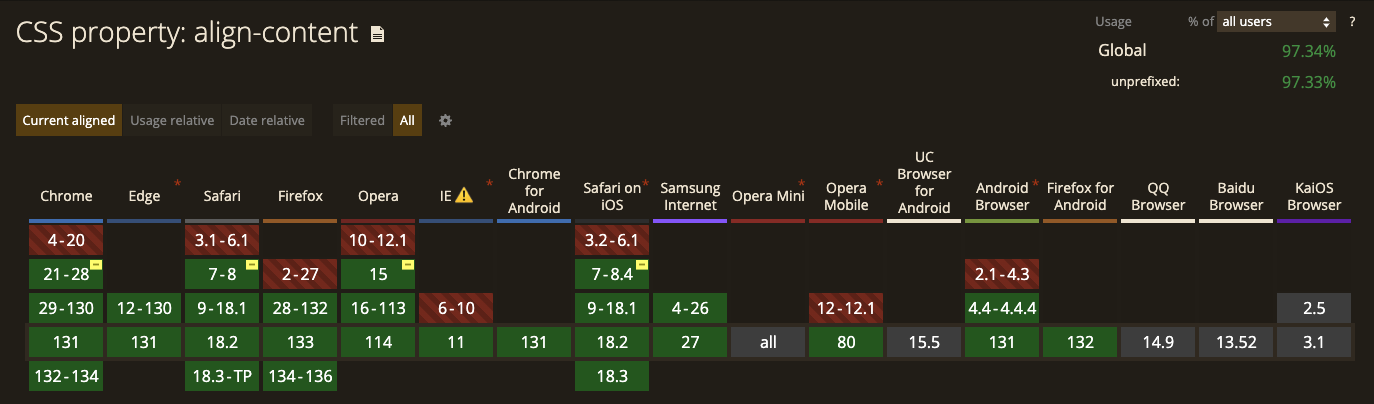 CSS property: align-content
Usage % of all users ?
Global 97.34%
unprefixed: 97.33%
Current aligned Usage relative Date relative Filtered All
Chrome Edge * Safari Firefox Opera IE * Chrome for Android Safari on iOS * Samsung Internet Opera Mini * Opera Mobile * UC Browser for Android Android Browser * Firefox for Android QQ Browser Baidu Browser KaiOS Browser
4-20 3.1-6.1 10-12.1 3.2-6.1
21-28 7-8 2-27 15 7-8.4 2.1-4.3
29-130 12-130 9-18.1 28-132 16-113 6-10 9-18.1 4-26 12-12.1 4.4-4.4.4 2.5
131 131 18.2 133 114 11 131 18.2 27 all 80 15.5 131 132 14.9 13.52 3.1
132-134 18.3-TP 134-136 18.3